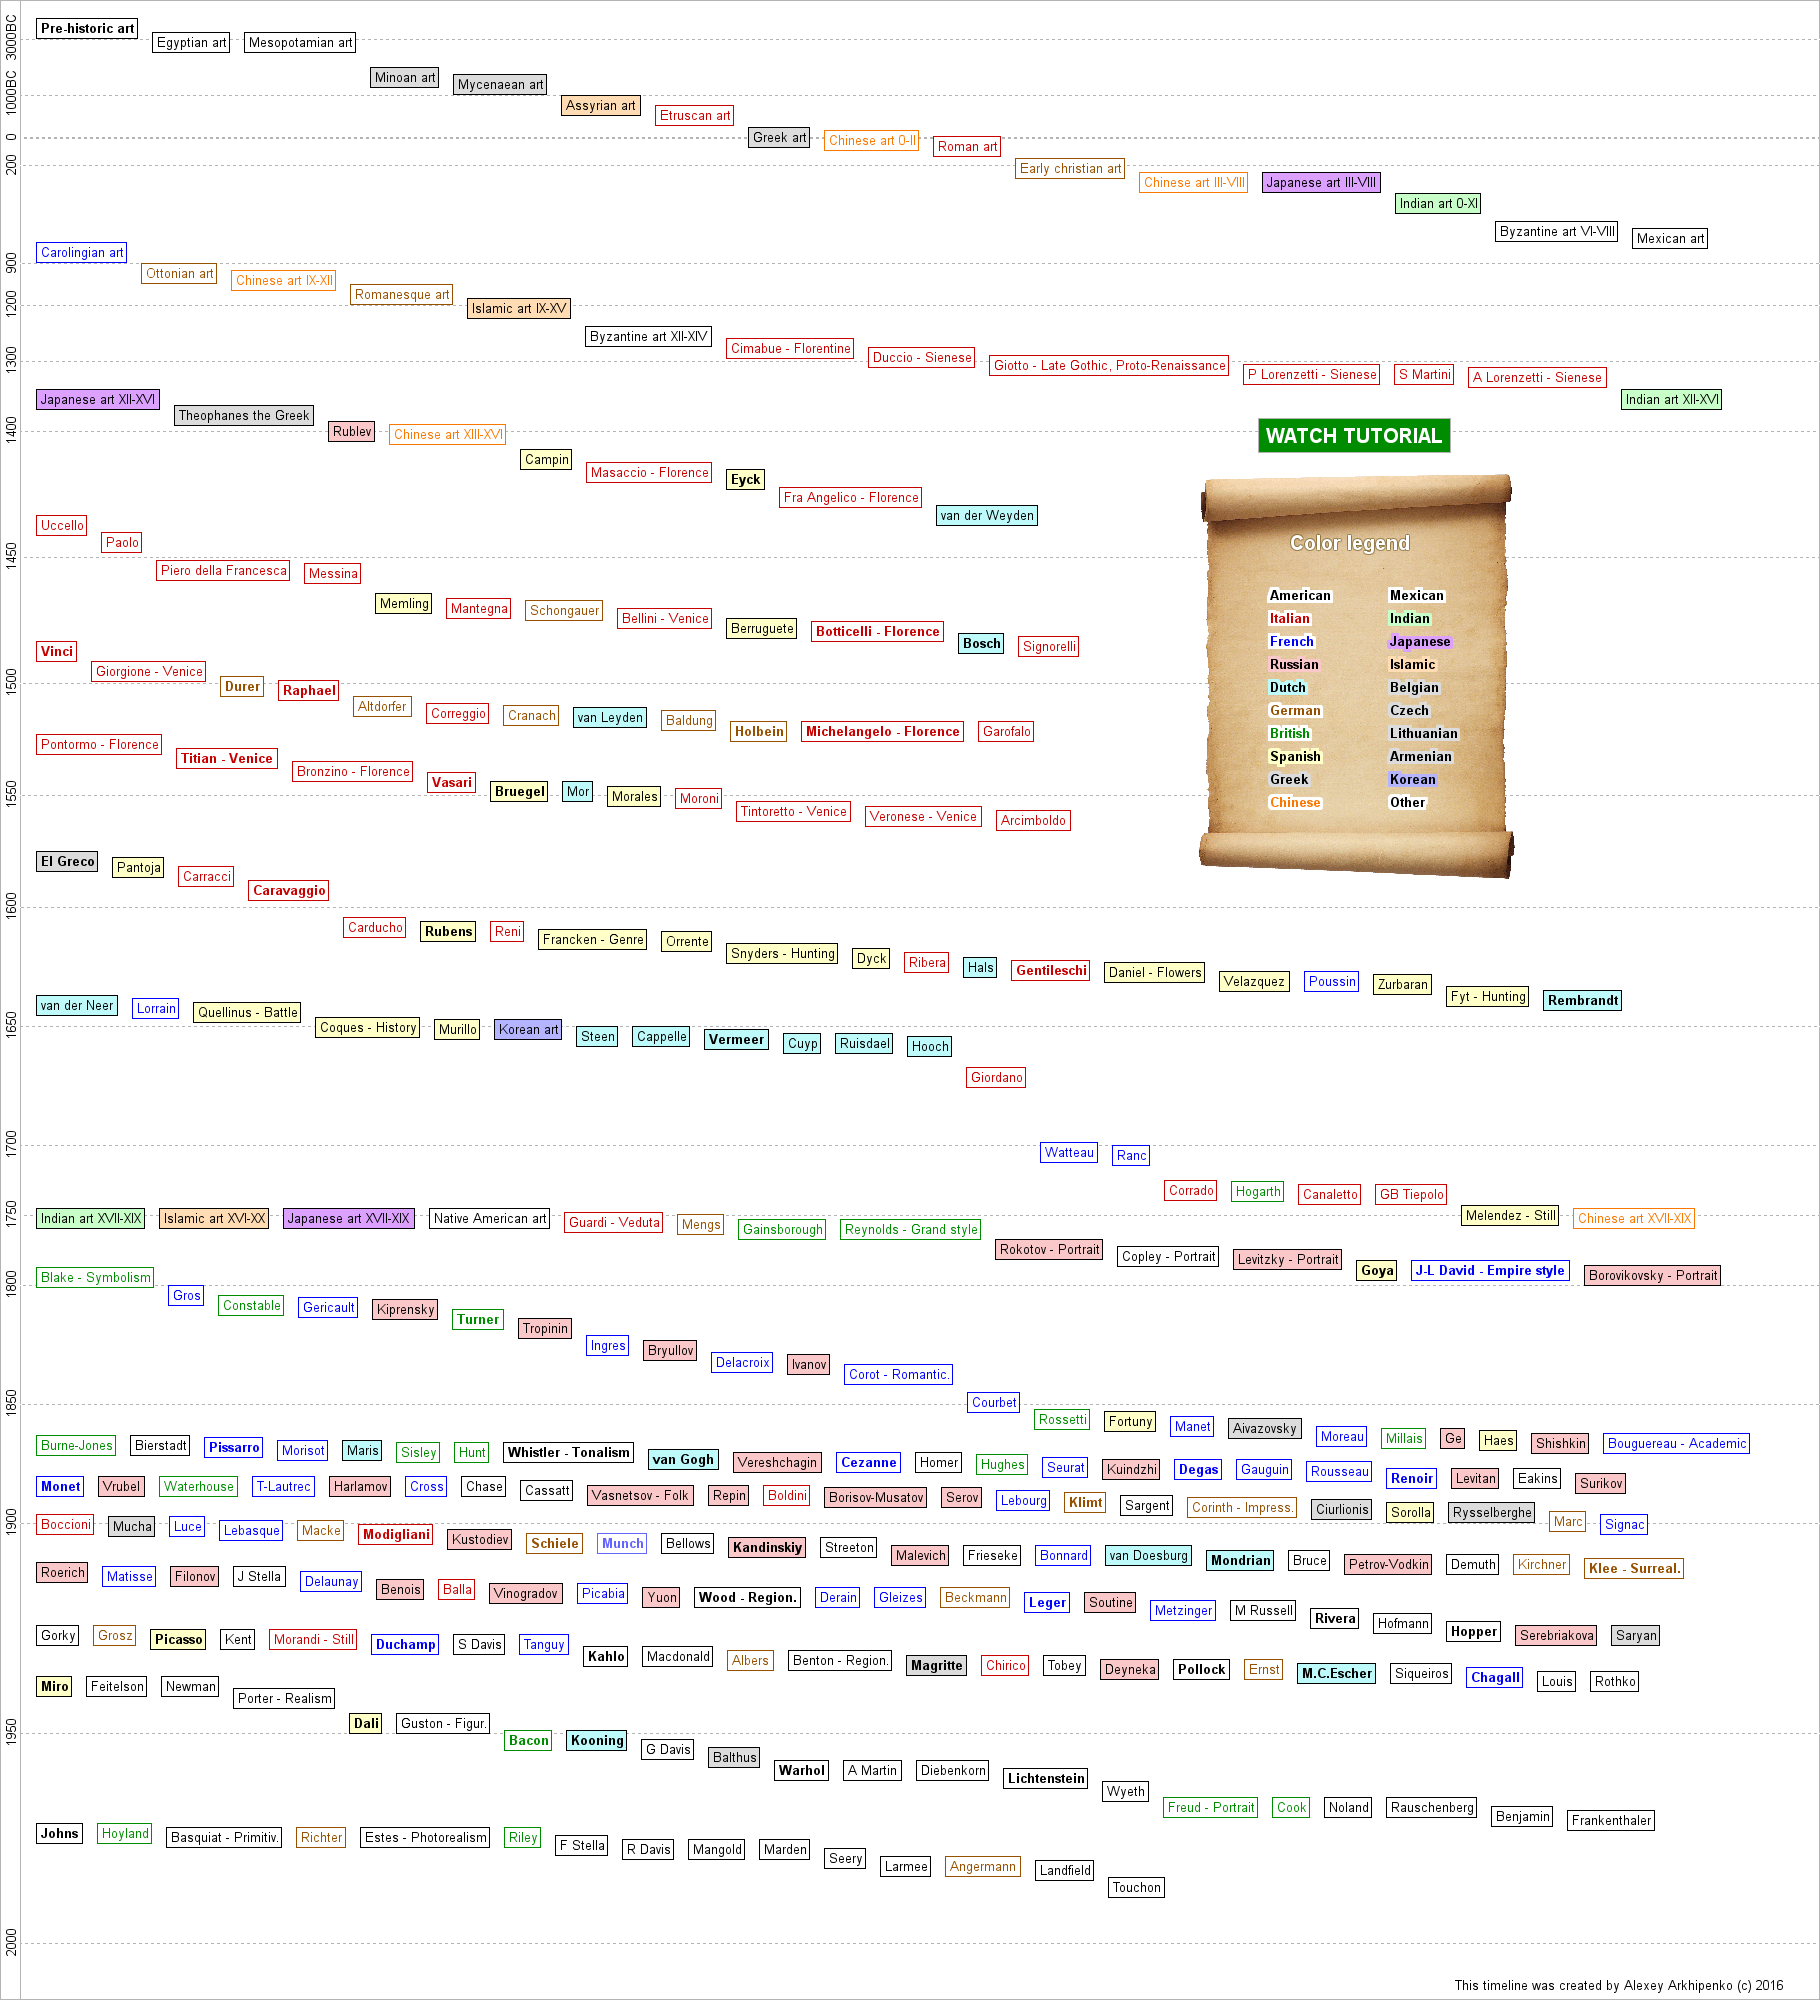 3000BC
Pre-historic art
Egyptian art
Mesopotamian art
Minoan art
Mycenaean art
1000BC
Assyrian art
Etruscan art
0
Greek art
Chinese art 0-II
Roman art
200
Early christian art
Chinese art III-VIII
Japanese art III-VIII
Indian art 0-XI
Byzantine art VI-VIII
Mexican art
Carolingian art
900
Ottonian art
Chinese art IX-XII
Romanesque art
Islamic art IX-XV
1200
Byzantine art XII-XIV
Cimabue - Florentine
Duccio - Sienese
Giotto - Late Gothic, Proto-Renaissance
P Lorenzetti - Sienese
S Martini
A Lorenzetti - Sienese
Indian art XII-XVI
1300
Japanese art XII-XVI
Theophanes the Greek
Rublev
Chinese art XIII-XVI
1400
WATCH TUTORIAL
Campin
Masaccio - Florence
Eyck
Fra Angelico - Florence
van der Weyden
Uccello
Paolo
1450
Piero della Francesca
Messina
Memling
Mantegna
Schongauer
Bellini - Venice
Berruguete
Botticelli - Florence
Bosch
Signorelli
Color legend
American
Italian
French
Russian
Dutch
German
British
Spanish
Greek
Chinese
Mexican
Indian
Japanese
Islamic
Belgian
Czech
Lithuanian
Armenian
Korean
Other
Vinci
Giorgione - Venice
1500
Durer
Raphael
Altdorfer
Correggio
Cranach
van Leyden
Baldung
Holbein
Michelangelo - Florence
Garofalo
Pontormo - Florence
Titian - Venice
Bronzino - Florence
Vasari
Bruegel
Mor
Morales
Moroni
Tintoretto - Venice
Veronese - Venice
Arcimboldo
1550
El Greco
Pantoja
Carracci
Caravaggio
1600
Carducho
Rubens
Reni
Francken - Genre
Orrente
Snyders - Hunting
Dyck
Ribera
Hals
Gentileschi
Daniel - Flowers
Velazquez
Poussin
Zurbaran
Fyt - Hunting
Rembrandt
van der Neer
Lorrain
Quellinus - Battle
Coques - History
Murillo
Korean art
Steen
Cappelle
Vermeer
Cuyp
Ruisdael
Hooch
Giordano
1650
1700
Watteau
Ranc
Corrado
Hogarth
Canaletto
GB Tiepolo
Melendez - Still
Chinese art XVII-XIX
1750
Indian art XVII-XIX
Islamic art XVI-XX
Japanese art XVII-XIX
Native American art
Guardi - Veduta
Mengs
Gainsborough
Reynolds - Grand style
Rokotov - Portrait
Copley - Portrait
Levitzky - Portrait
Goya
J-L David - Empire style
Borovikovsky - Portrait
1800
Blake - Symbolism
Gros
Constable
Gericault
Kiprensky
Turner
Tropinin
Ingres
Bryullov
Delacroix
Ivanov
Corot - Romantic.
Courbet
1850
Rossetti
Fortuny
Manet
Aivazovsky
Moreau
Millais
Ge
Haes
Shishkin
Bouguereau - Academic
Burne-Jones
Bierstadt
Pissarro
Morisot
Maris
Sisley
Hunt
Whistler - Tonalism
van Gogh
Vereshchagin
Cezanne
Homer
Hughes
Seurat
Kuindzhi
Degas
Gauguin
Rousseau
Renoir
Levitan
Eakins
Surikov
Monet
Vrubel
Waterhouse
T-Lautrec
Harlamov
Cross
Chase
Cassatt
Vasnetsov - Folk
Repin
Boldini
Borisov-Musatov
Serov
Lebourg
Klimt
Sargent
Corinth - Impress.
Ciurlionis
Sorolla
Rysselberghe
Marc
Signac
1900
Boccioni
Mucha
Luce
Lebasque
Macke
Modigliani
Kustodiev
Schiele
Munch
Bellows
Kandinskiy
Streeton
Malevich
Frieseke
Bonnard
van Doesburg
Mondrian
Bruce
Petrov-Vodkin
Demuth
Kirchner
Klee - Surreal.
Roerich
Matisse
Filonov
J Stella
Delaunay
Benois
Balla
Vinogradov
Picabia
Yuon
Wood - Region.
Derain
Gleizes
Beckmann
Leger
Soutine
Metzinger
M Russell
Rivera
Hofmann
Hopper
Serebriakova
Saryan
Gorky
Grosz
Picasso
Kent
Morandi - Still
Duchamp
S Davis
Tanguy
Kahlo
Macdonald
Albers
Benton - Region.
Magritte
Chirico
Tobey
Deyneka
Pollock
Ernst
M.C.Escher
Siqueiros
Chagall
Louis
Rothko
Miro
Feitelson
Newman
Porter - Realism
Dali
Guston - Figur.
1950
Bacon
Kooning
G Davis
Balthus
Warhol
A Martin
Diebenkorn
Lichtenstein
Wyeth
Freud - Portrait
Cook
Noland
Rauschenberg
Benjamin
Frankenthaler
Johns
Hoyland
Basquiat - Primitiv.
Richter
Estes - Photorealism
Riley
F Stella
R Davis
Mangold
Marden
Seery
Larmee
Angermann
Landfield
Touchon
2000
This timeline was created by Alexey Arkhipenko (c) 2016